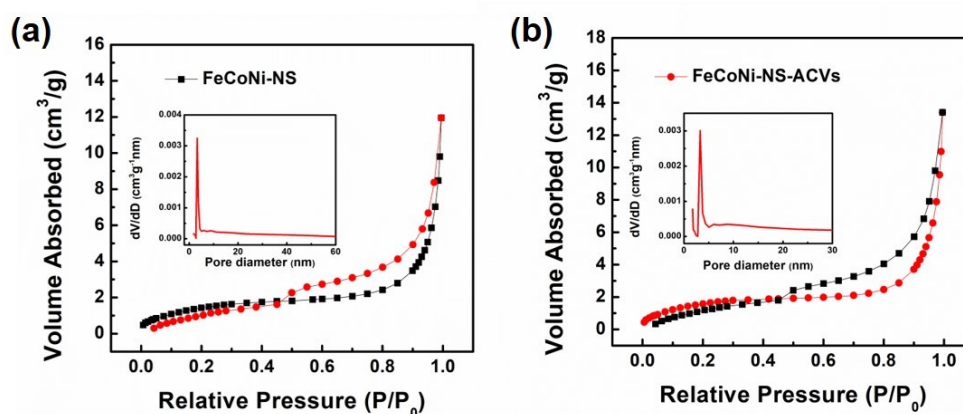 (a)
FeCoNi-NS
Volume Absorbed (cm³/g)
16
14
12
10
8
6
4
2
0
0.0 0.2 0.4 0.6 0.8 1.0
Relative Pressure (P/P₀)
dV/dD (cm³g⁻¹nm)
0.004
0.003
0.002
0.001
0.000
0 20 40 60
Pore diameter (nm)
(b)
FeCoNi-NS-ACVs
Volume Absorbed (cm³/g)
18
16
14
12
10
8
6
4
2
0
0.0 0.2 0.4 0.6 0.8 1.0
Relative Pressure (P/P₀)
dV/dD (cm³g⁻¹nm)
0.003
0.002
0.001
0.000
0 10 20 30
Pore diameter (nm)